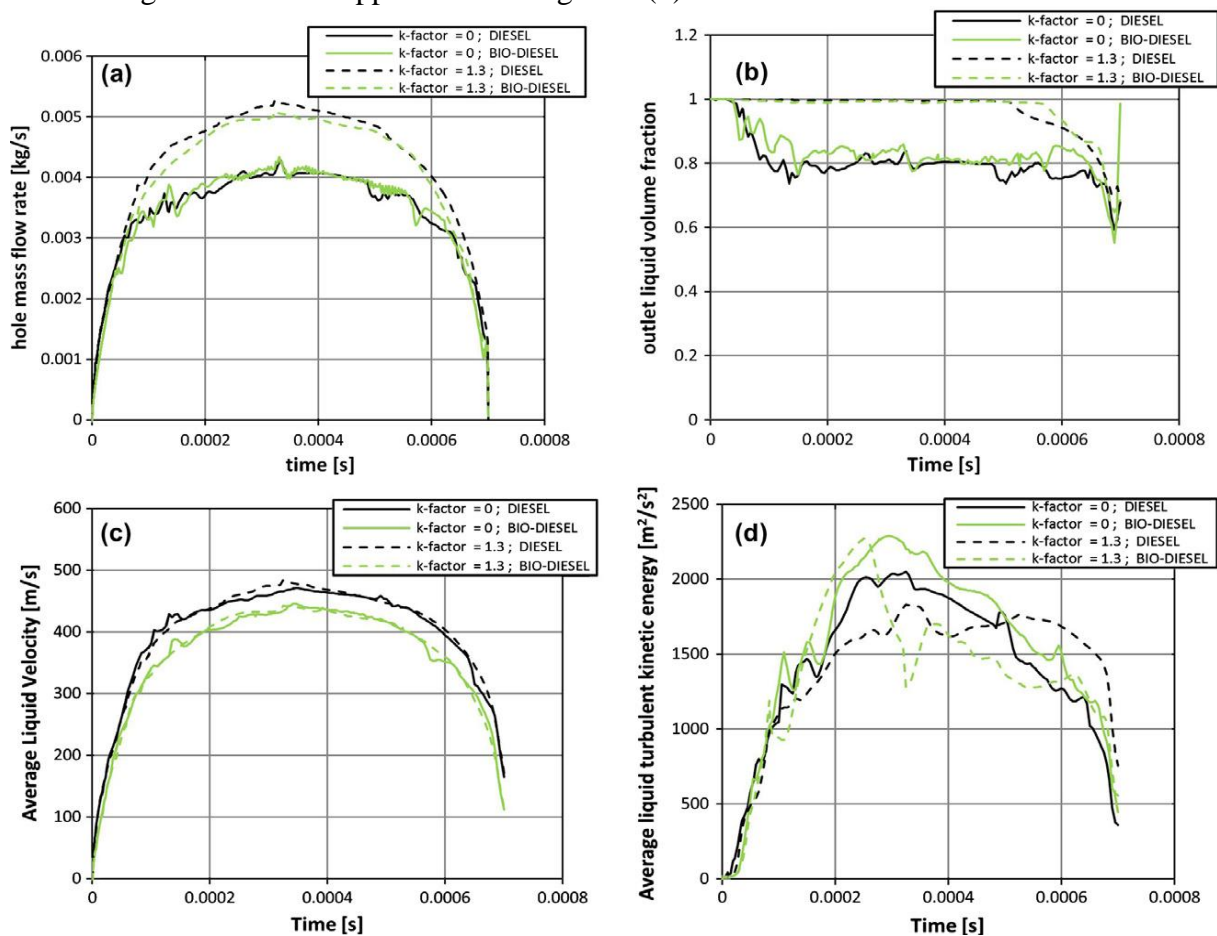 k-factor = 0 ; DIESEL
k-factor = 0 ; BIO-DIESEL
k-factor = 1.3 ; DIESEL
k-factor = 1.3 ; BIO-DIESEL
(a)
hole mass flow rate [kg/s]
0.006
0.005
0.004
0.003
0.002
0.001
0
0 0.0002 0.0004 0.0006 0.0008
time [s]
k-factor = 0 ; DIESEL
k-factor = 0 ; BIO-DIESEL
k-factor = 1.3 ; DIESEL
k-factor = 1.3 ; BIO-DIESEL
(b)
outlet liquid volume fraction
1.2
1
0.8
0.6
0.4
0.2
0
0 0.0002 0.0004 0.0006 0.0008
Time [s]
k-factor = 0 ; DIESEL
k-factor = 0 ; BIO-DIESEL
k-factor = 1.3 ; DIESEL
k-factor = 1.3 ; BIO-DIESEL
(c)
Average Liquid Velocity [m/s]
600
500
400
300
200
100
0
0 0.0002 0.0004 0.0006 0.0008
Time [s]
k-factor = 0 ; DIESEL
k-factor = 0 ; BIO-DIESEL
k-factor = 1.3 ; DIESEL
k-factor = 1.3 ; BIO-DIESEL
(d)
Average liquid turbulent kinetic energy [m²/s²]
2500
2000
1500
1000
500
0
0 0.0002 0.0004 0.0006 0.0008
Time [s]